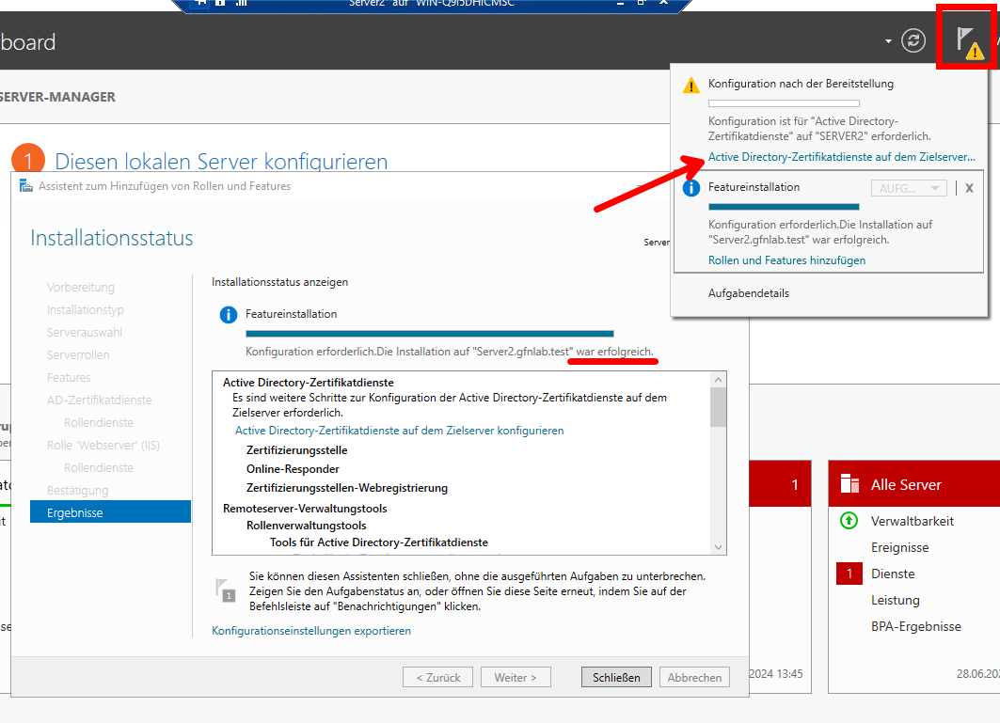 Server2 auf WIN-Q9I5DHICMSC
board
SERVER-MANAGER
1 Diesen lokalen Server konfigurieren
Konfiguration nach der Bereitstellung
Konfiguration ist für "Active Directory-
Zertifikatdienste" auf "SERVER2" erforderlich.
Active Directory-Zertifikatdienste auf dem Zielserver...
Featureinstallation
AUFG...
X
Konfiguration erforderlich.Die Installation auf
"Server2.gfnlab.test" war erfolgreich.
Rollen und Features hinzufügen
Aufgabendetails
Assistent zum Hinzufügen von Rollen und Features
Installationsstatus
Server
Vorbereitung
Installationstyp
Serverauswahl
Serverrollen
Features
AD-Zertifikatdienste
Rollendienste
Rolle 'Webserver' (IIS)
Rollendienste
Bestätigung
Ergebnisse
Installationsstatus anzeigen
Featureinstallation
Konfiguration erforderlich.Die Installation auf "Server2.gfnlab.test" war erfolgreich.
Active Directory-Zertifikatdienste
Es sind weitere Schritte zur Konfiguration der Active Directory-Zertifikatdienste auf dem
Zielserver erforderlich.
Active Directory-Zertifikatdienste auf dem Zielserver konfigurieren
Zertifizierungsstelle
Online-Responder
Zertifizierungsstellen-Webregistrierung
Remoteserver-Verwaltungstools
Rollenverwaltungstools
Tools für Active Directory-Zertifikatdienste
1
Sie können diesen Assistenten schließen, ohne die ausgeführten Aufgaben zu unterbrechen.
Zeigen Sie den Aufgabenstatus an, oder öffnen Sie diese Seite erneut, indem Sie auf der
Befehlsleiste auf "Benachrichtigungen" klicken.
Konfigurationseinstellungen exportieren
< Zurück
Weiter >
Schließen
Abbrechen
1
2024 13:45
Alle Server
Verwaltbarkeit
Ereignisse
1 Dienste
Leistung
BPA-Ergebnisse
28.06.202